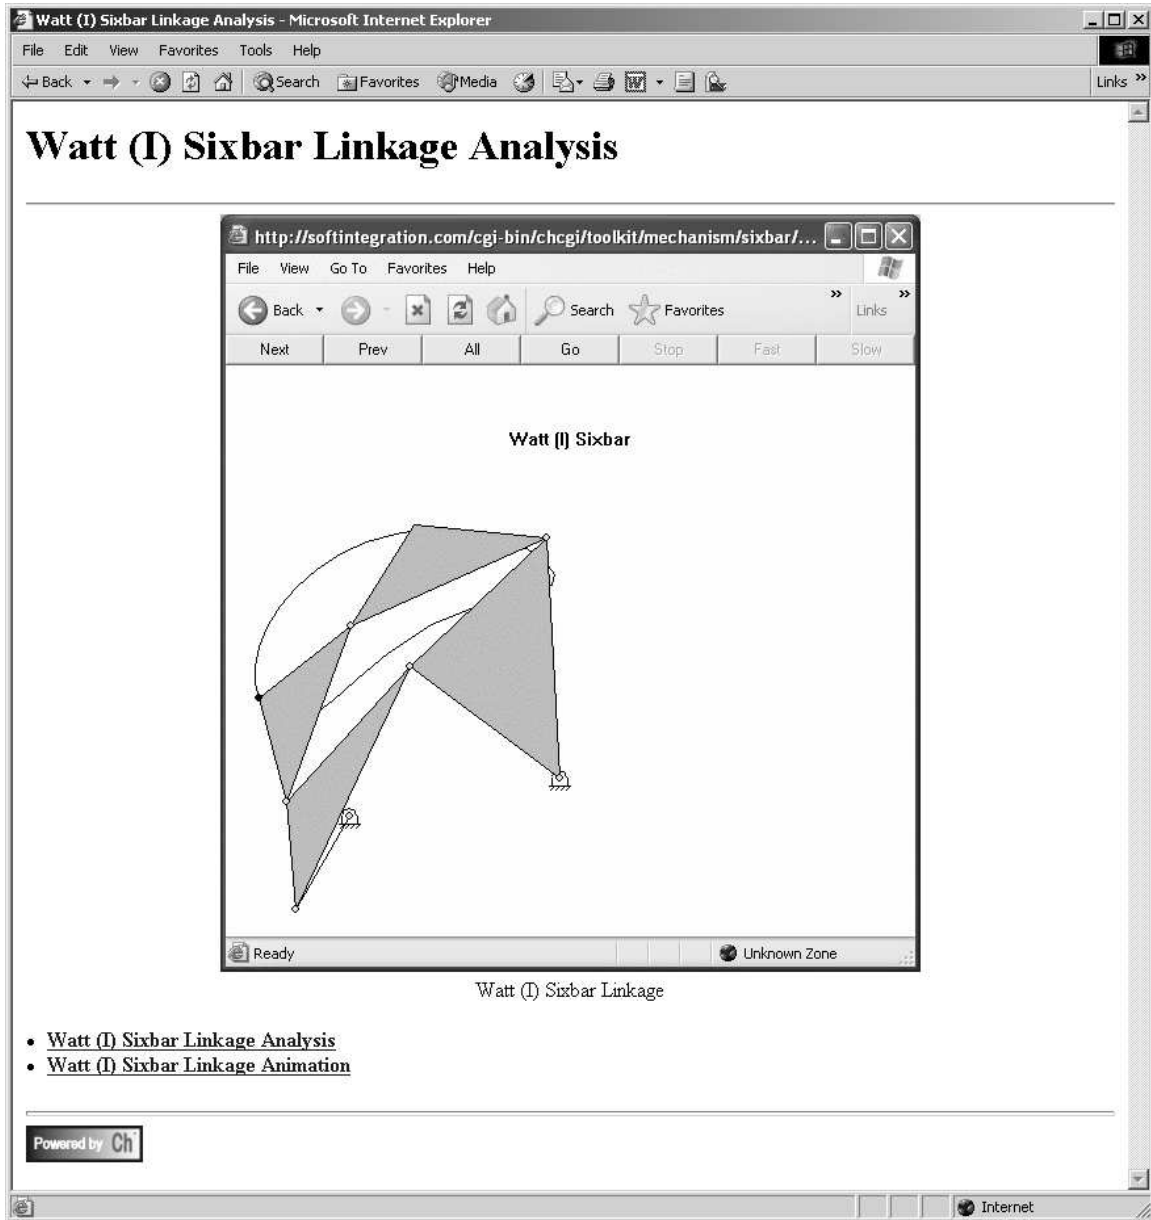 Watt (I) Sixbar Linkage Analysis - Microsoft Internet Explorer
File Edit View Favorites Tools Help
Back Search Favorites Media Links »
Watt (I) Sixbar Linkage Analysis
http://softintegration.com/cgi-bin/chcgi/toolkit/mechanism/sixbar/...
File View Go To Favorites Help
Back Search Favorites » Links »
Next Prev All Go Stop Fast Slow
Watt (I) Sixbar
Ready Unknown Zone
Watt (I) Sixbar Linkage
• Watt (I) Sixbar Linkage Analysis
• Watt (I) Sixbar Linkage Animation
Powered by Ch
Internet